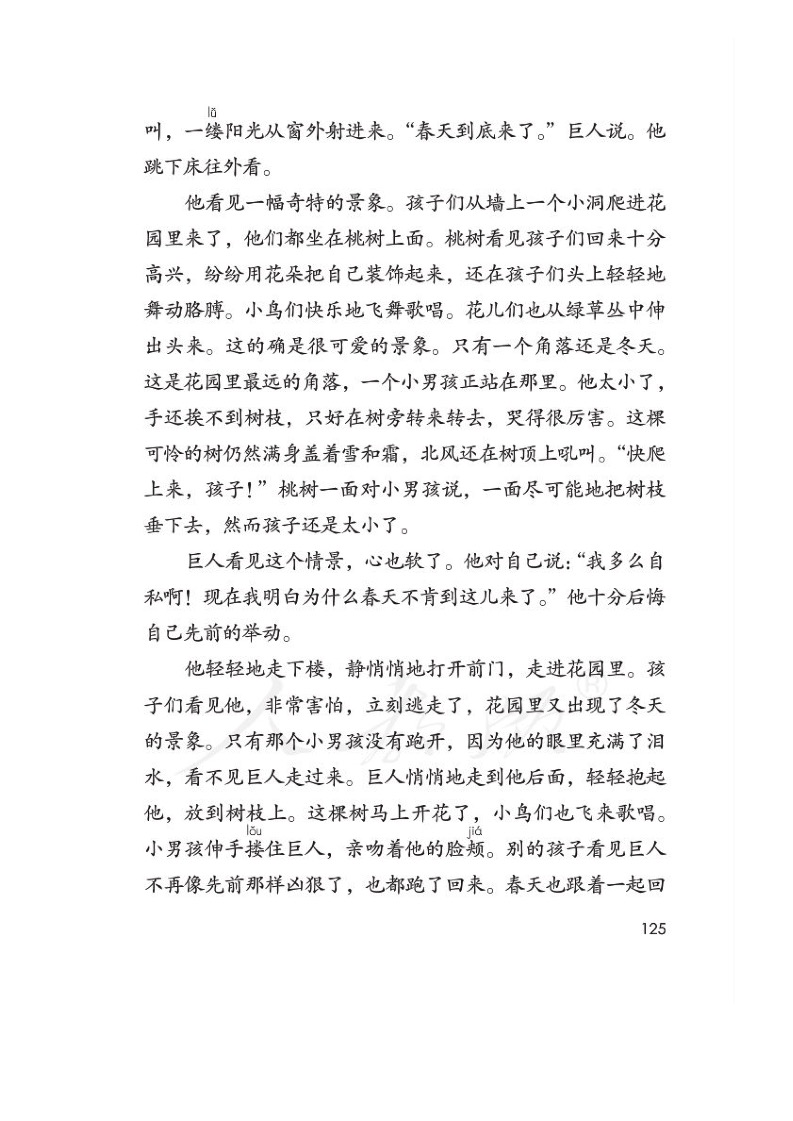 lǚ
叫，一缕阳光从窗外射进来。“春天到底来了。”巨人说。他
跳下床往外看。
他看见一幅奇特的景象。孩子们从墙上一个小洞爬进花
园里来了，他们都坐在桃树上面。桃树看见孩子们回来十分
高兴，纷纷用花朵把自己装饰起来，还在孩子们头上轻轻地
舞动胳膊。小鸟们快乐地飞舞歌唱。花儿们也从绿草丛中伸
出头来。这的确是很可爱的景象。只有一个角落还是冬天。
这是花园里最远的角落，一个小男孩正站在那里。他太小了，
手还挨不到树枝，只好在树旁转来转去，哭得很厉害。这棵
可怜的树仍然满身盖着雪和霜，北风还在树顶上吼叫。“快爬
上来，孩子！”桃树一面对小男孩说，一面尽可能地把树枝
垂下去，然而孩子还是太小了。
巨人看见这个情景，心也软了。他对自己说：“我多么自
私啊！现在我明白为什么春天不肯到这儿来了。”他十分后悔
自己先前的举动。
他轻轻地走下楼，静悄悄地打开前门，走进花园里。孩
子们看见他，非常害怕，立刻逃走了，花园里又出现了冬天
的景象。只有那个小男孩没有跑开，因为他的眼里充满了泪
水，看不见巨人走过来。巨人悄悄地走到他后面，轻轻抱起
他，放到树枝上。这棵树马上开花了，小鸟们也飞来歌唱。
lǒu jiá
小男孩伸手搂住巨人，亲吻着他的脸颊。别的孩子看见巨人
不再像先前那样凶狠了，也都跑了回来。春天也跟着一起回
125